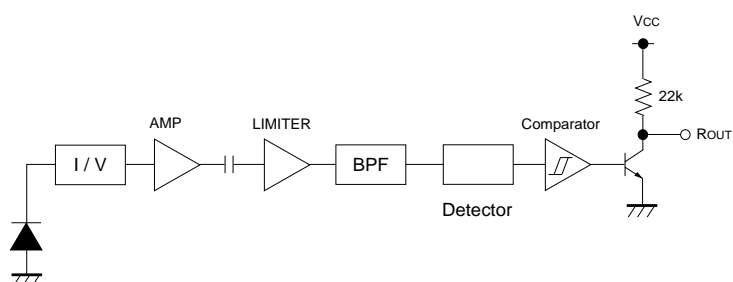 VCC
22k
AMP
LIMITER
Comparator
ROUT
I / V
BPF
Detector